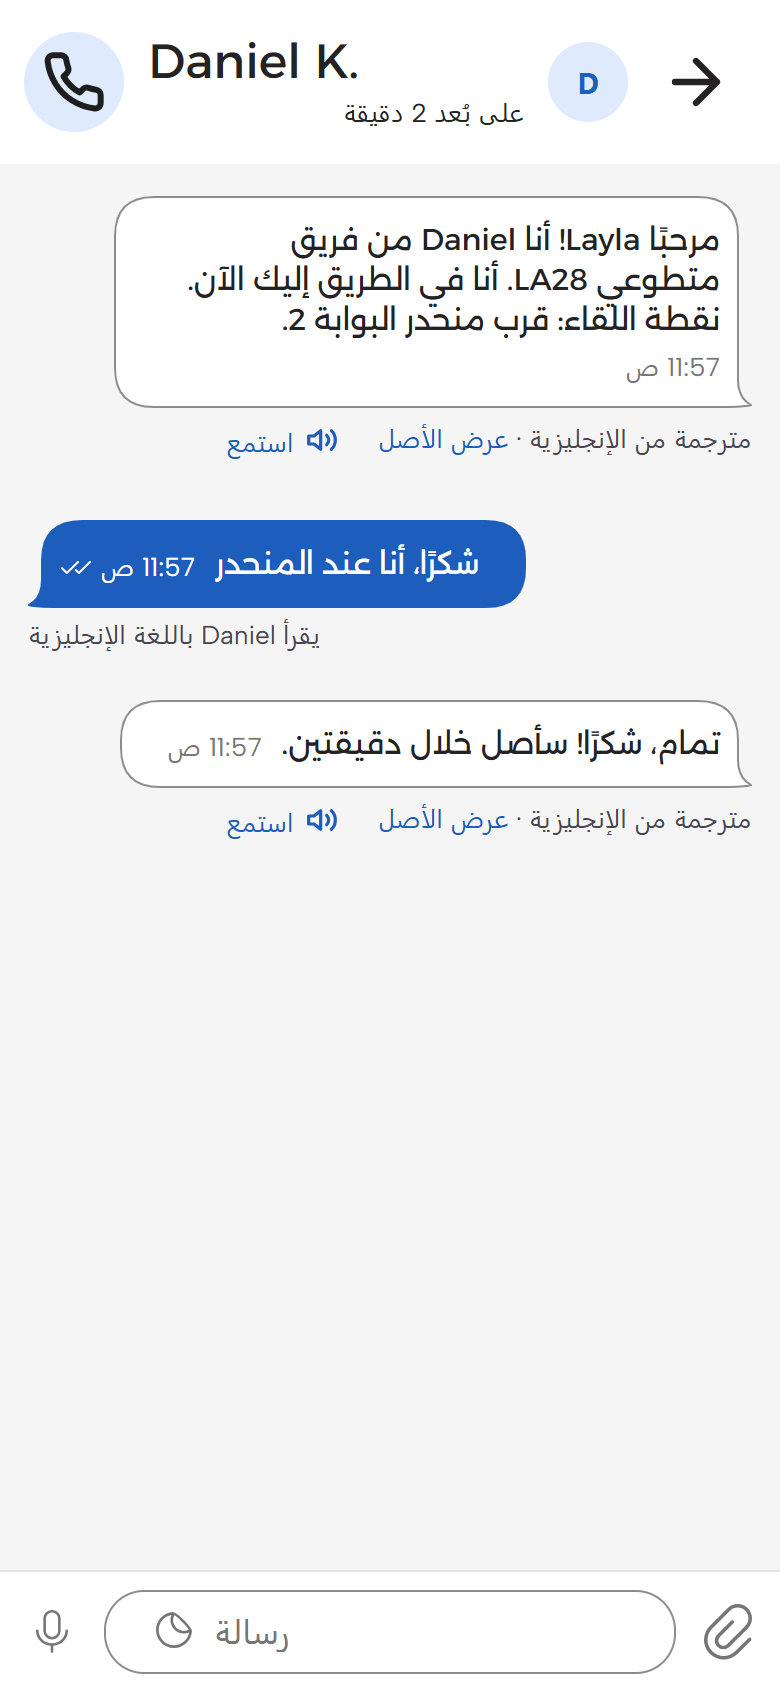 Daniel K.
على بُعد 2 دقيقة
D
مرحبًا Layla! أنا Daniel من فريق
متطوعي LA28. أنا في الطريق إليك الآن.
نقطة اللقاء: قرب منحدر البوابة 2.
11:57 ص
مترجمة من الإنجليزية · عرض الأصل استمع
شكرًا، أنا عند المنحدر 11:57 ص
يقرأ Daniel باللغة الإنجليزية
تمام، شكرًا! سأصل خلال دقيقتين. 11:57 ص
مترجمة من الإنجليزية · عرض الأصل استمع
رسالة